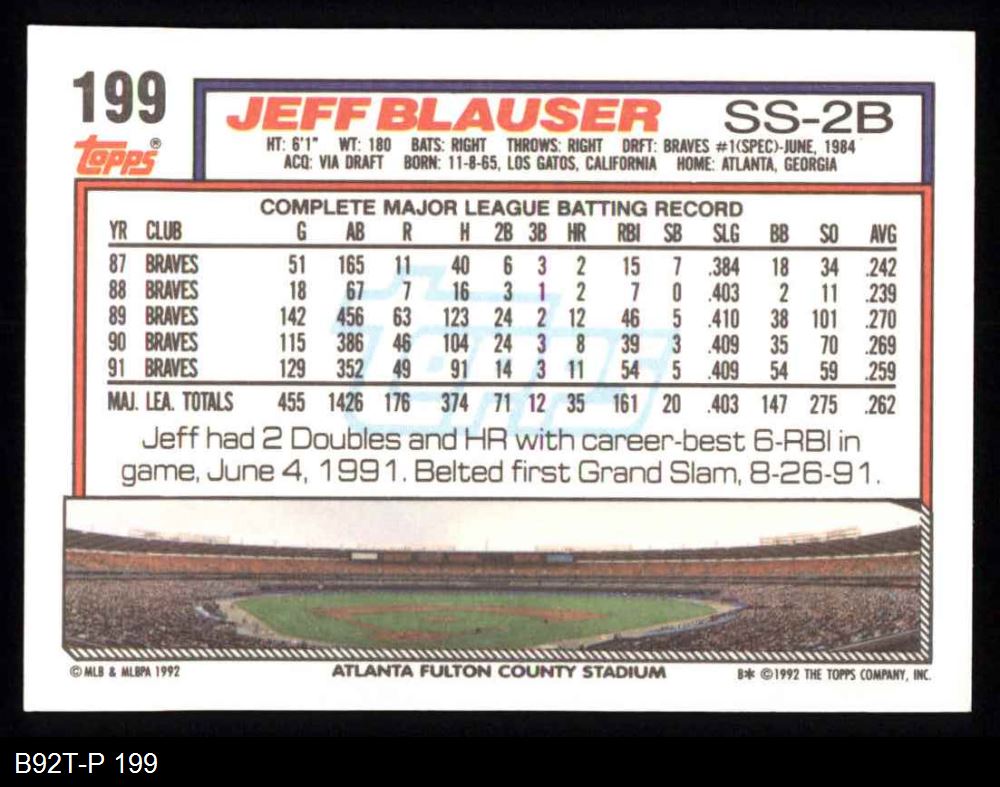 199
Topps®
JEFF BLAUSER SS-2B
HT: 6'1" WT: 180 BATS: RIGHT THROWS: RIGHT DRFT: BRAVES #1(SPEC)-JUNE, 1984
ACQ: VIA DRAFT BORN: 11-8-65, LOS GATOS, CALIFORNIA HOME: ATLANTA, GEORGIA
COMPLETE MAJOR LEAGUE BATTING RECORD
YR CLUB G AB R H 2B 3B HR RBI SB SLG BB SO AVG
87 BRAVES 51 165 11 40 6 3 2 15 7 .384 18 34 .242
88 BRAVES 18 67 7 16 3 1 2 7 0 .403 2 11 .239
89 BRAVES 142 456 63 123 24 2 12 46 5 .410 38 101 .270
90 BRAVES 115 386 46 104 24 3 8 39 3 .409 35 70 .269
91 BRAVES 129 352 49 91 14 3 11 54 5 .409 54 59 .259
MAJ. LEA. TOTALS 455 1426 176 374 71 12 35 161 20 .403 147 275 .262
Topps
Jeff had 2 Doubles and HR with career-best 6-RBI in
game, June 4, 1991. Belted first Grand Slam, 8-26-91.
© MLB & MLBPA 1992 ATLANTA FULTON COUNTY STADIUM B* ©1992 THE TOPPS COMPANY, INC.
B92T-P 199